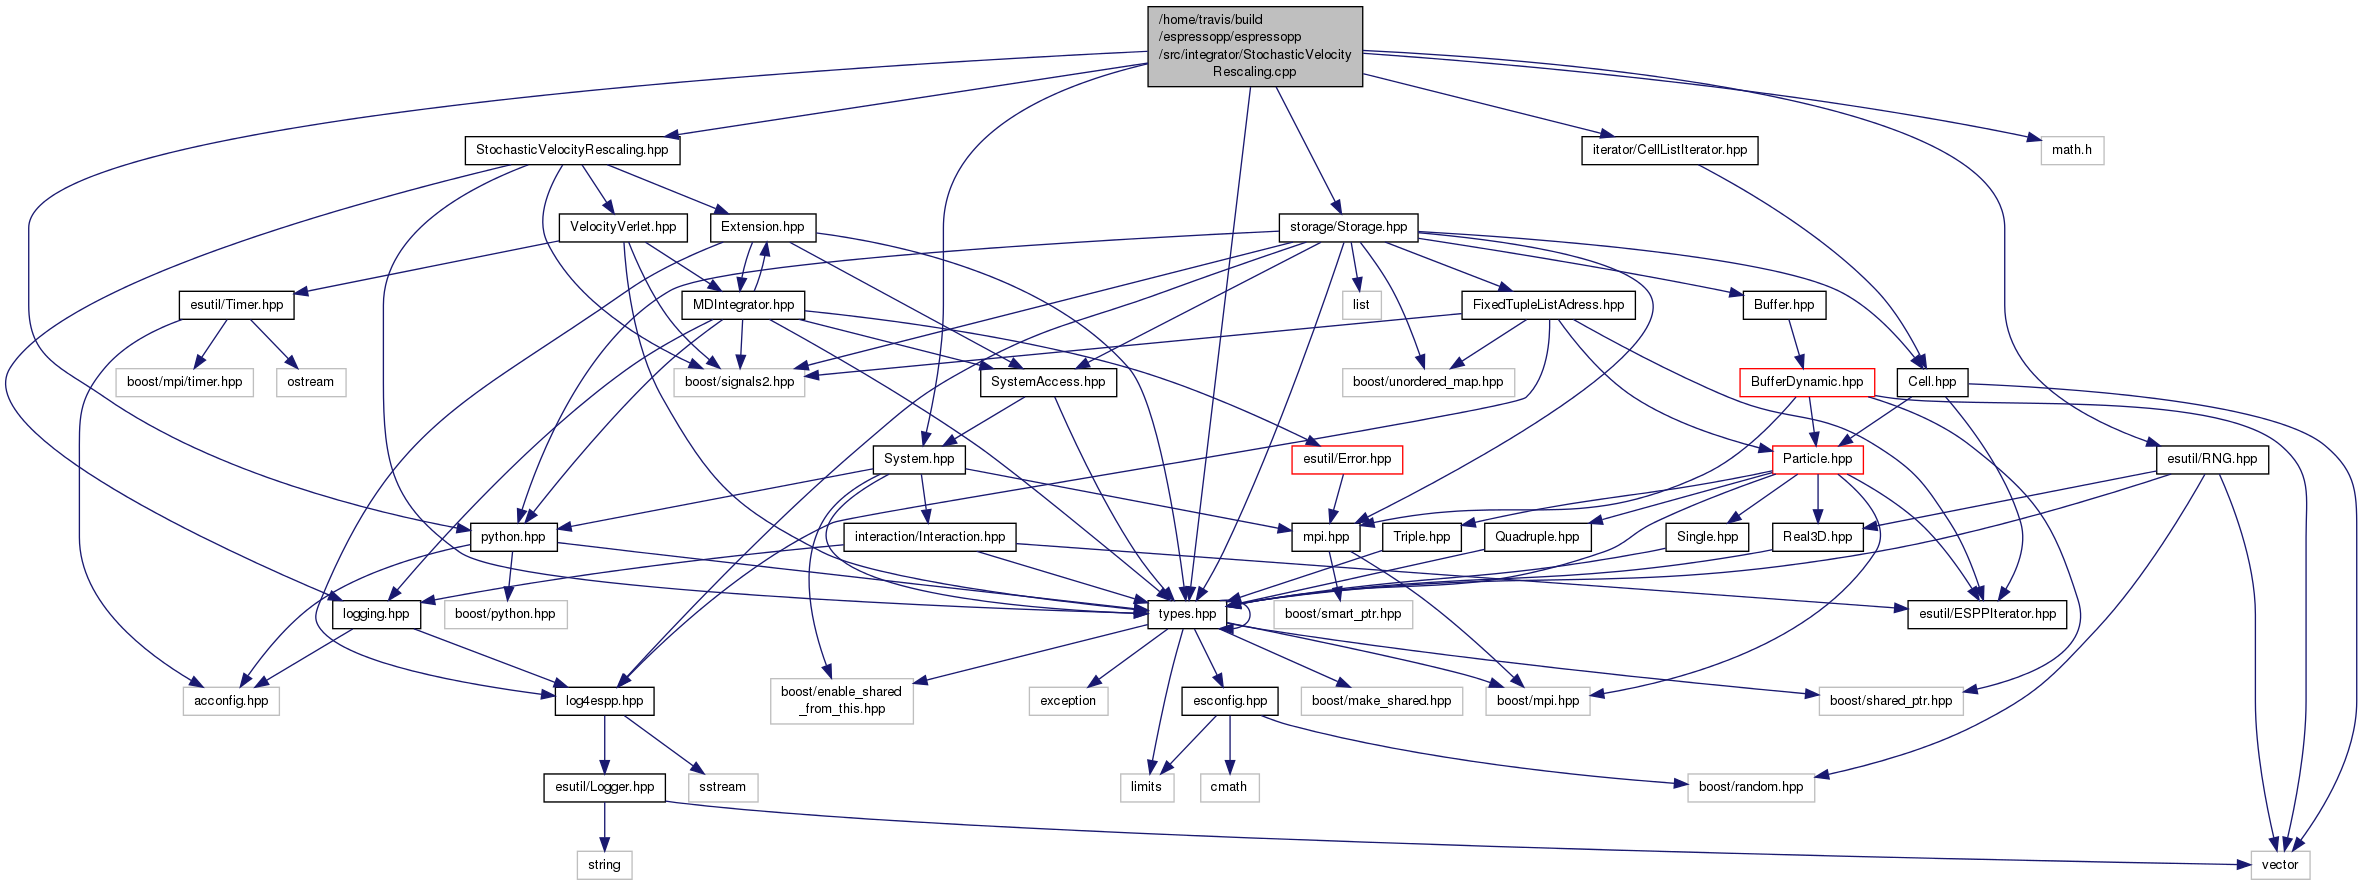 /home/travis/build
/espressopp/espressopp
/src/integrator/StochasticVelocity
Rescaling.cpp
StochasticVelocityRescaling.hpp
iterator/CellListIterator.hpp
math.h
VelocityVerlet.hpp
Extension.hpp
storage/Storage.hpp
esutil/Timer.hpp
MDIntegrator.hpp
list
FixedTupleListAdress.hpp
Buffer.hpp
boost/mpi/timer.hpp
ostream
boost/signals2.hpp
SystemAccess.hpp
boost/unordered_map.hpp
BufferDynamic.hpp
Cell.hpp
System.hpp
esutil/Error.hpp
Particle.hpp
esutil/RNG.hpp
python.hpp
interaction/Interaction.hpp
mpi.hpp
Triple.hpp
Quadruple.hpp
Single.hpp
Real3D.hpp
logging.hpp
boost/python.hpp
types.hpp
boost/smart_ptr.hpp
esutil/ESPPIterator.hpp
acconfig.hpp
log4espp.hpp
boost/enable_shared
_from_this.hpp
exception
esconfig.hpp
boost/make_shared.hpp
boost/mpi.hpp
boost/shared_ptr.hpp
esutil/Logger.hpp
sstream
limits
cmath
boost/random.hpp
string
vector